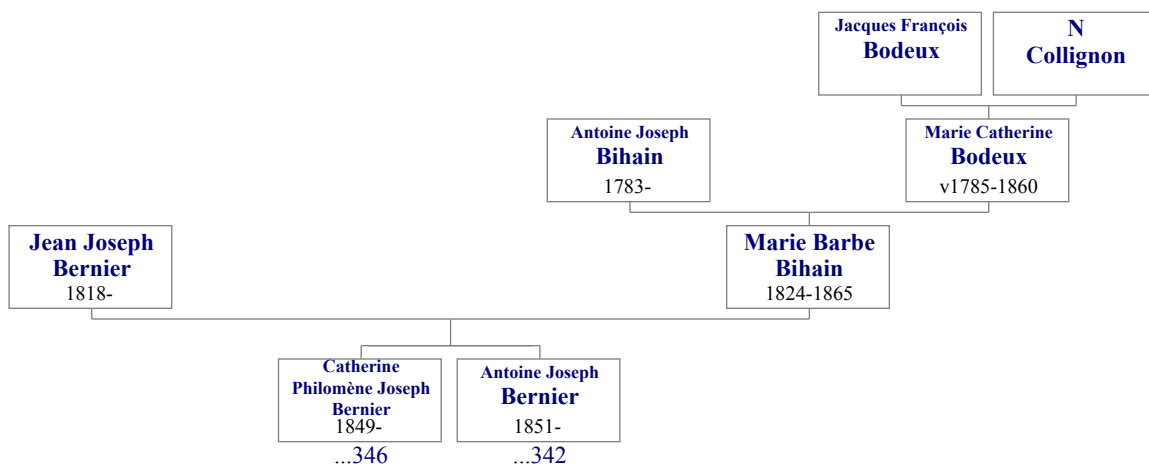 Jacques François
Bodeux
N
Collignon
Antoine Joseph
Bihain
1783-
Marie Catherine
Bodeux
v1785-1860
Jean Joseph
Bernier
1818-
Marie Barbe
Bihain
1824-1865
Catherine
Philomène Joseph
Bernier
1849-
...346
Antoine Joseph
Bernier
1851-
...342